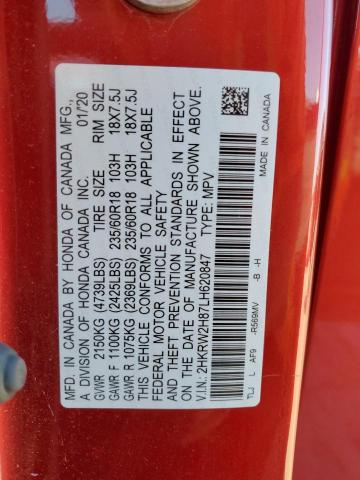 MFD. IN CANADA BY HONDA OF CANADA MFG.,
A DIVISION OF HONDA CANADA INC. 01/20
GVWR 2150KG (4739LBS) TIRE SIZE RIM SIZE
GAWR F 1100KG (2425LBS) 235/60R18 103H 18X7.5J
GAWR R 1075KG (2369LBS) 235/60R18 103H 18X7.5J
THIS VEHICLE CONFORMS TO ALL APPLICABLE
FEDERAL MOTOR VEHICLE SAFETY
AND THEFT PREVENTION STANDARDS IN EFFECT
ON THE DATE OF MANUFACTURE SHOWN ABOVE.
V.I.N.: 2HKRW2H87LH620847 TYPE: MPV
TLJ L AF9 -R569MV -B -H MADE IN CANADA